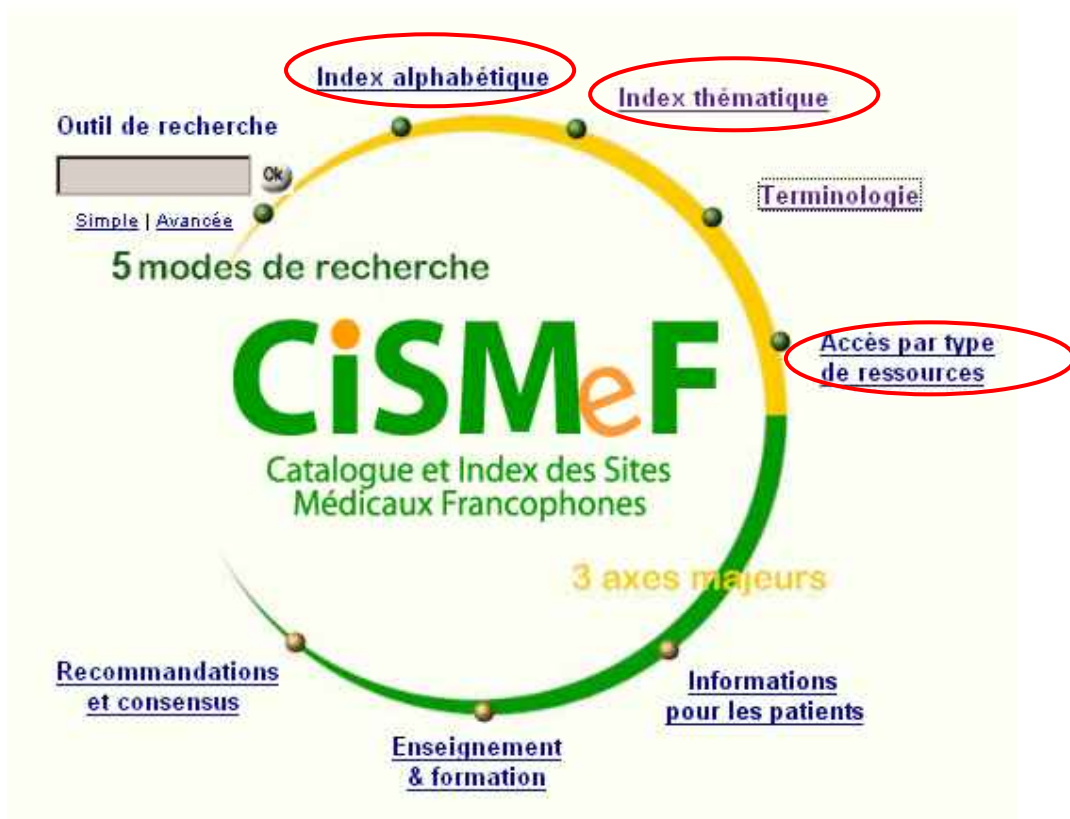 Index alphabétique
Index thématique
Outil de recherche
Ok
Terminologie
Simple | Avancée
5 modes de recherche
Accès par type
de ressources
CiSMeF
Catalogue et Index des Sites
Médicaux Francophones
3 axes majeurs
Recommandations
et consensus
Informations
pour les patients
Enseignement
& formation